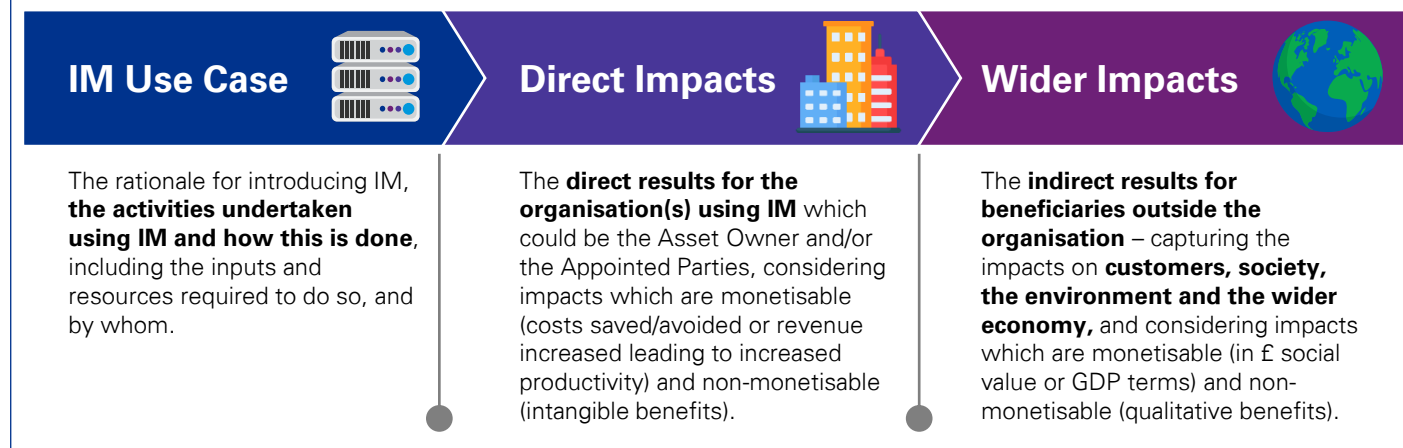 IM Use Case
Direct Impacts
Wider Impacts
The rationale for introducing IM,
the activities undertaken
using IM and how this is done,
including the inputs and
resources required to do so, and
by whom.
The direct results for the
organisation(s) using IM which
could be the Asset Owner and/or
the Appointed Parties, considering
impacts which are monetisable
(costs saved/avoided or revenue
increased leading to increased
productivity) and non-monetisable
(intangible benefits).
The indirect results for
beneficiaries outside the
organisation – capturing the
impacts on customers, society,
the environment and the wider
economy, and considering impacts
which are monetisable (in £ social
value or GDP terms) and non-
monetisable (qualitative benefits).